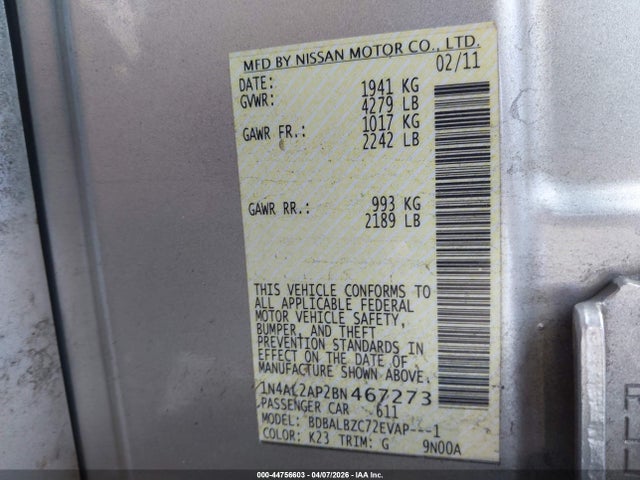 MFD BY NISSAN MOTOR CO., LTD.
DATE: 02/11
GVWR: 1941 KG
4279 LB
GAWR FR.: 1017 KG
2242 LB
GAWR RR.: 993 KG
2189 LB
THIS VEHICLE CONFORMS TO
ALL APPLICABLE FEDERAL
MOTOR VEHICLE SAFETY,
BUMPER, AND THEFT
PREVENTION STANDARDS IN
EFFECT ON THE DATE OF
MANUFACTURE SHOWN ABOVE.
1N4AL2AP2BN467273
PASSENGER CAR 611
MODEL: BDBALBZC72EVAP---1
COLOR: K23 TRIM: G 9N00A
000-44756603 - 04/07/2026 - IAAI.COM